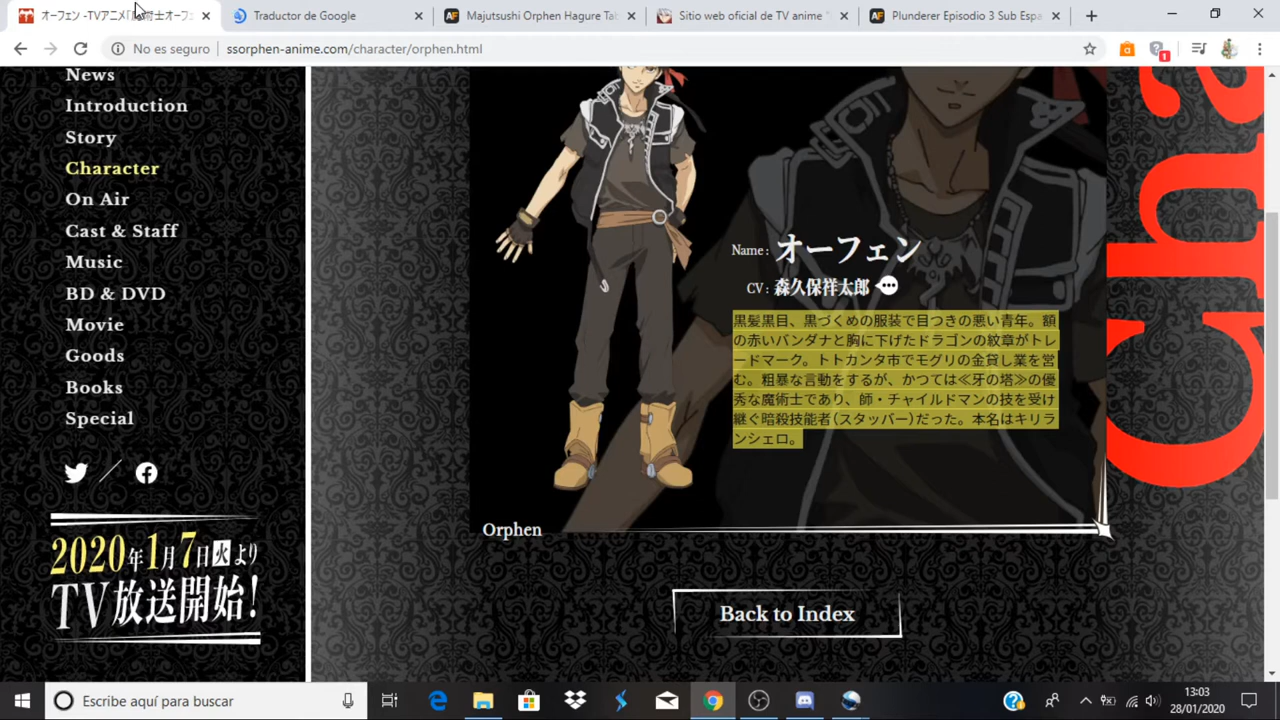 オーフェン -TVアニメ「
術士オーフェ
Traductor de Google
Majutsushi Orphen Hagure Tab
Sitio web oficial de TV anime "
Plunderer Episodio 3 Sub Espa
No es seguro
ssorphen-anime.com/character/orphen.html
1
News
Introduction
Story
Character
On Air
Cast & Staff
Music
BD & DVD
Movie
Goods
Books
Special
2020年1月7日火より
TV放送開始!
Name: オーフェン
CV: 森久保祥太郎
黒髪黒目、黒づくめの服装で目つきの悪い青年。額
の赤いバンダナと胸に下げたドラゴンの紋章がトレ
ードマーク。トトカンタ市でモグリの金貸し業を営
む。粗暴な言動をするが、かつては≪牙の塔≫の優
秀な魔術士であり、師・チャイルドマンの技を受け
継ぐ暗殺技能者(スタッバー)だった。本名はキリラ
ンシェロ。
Orphen
Back to Index
Cha
Escribe aquí para buscar
13:03
28/01/2020